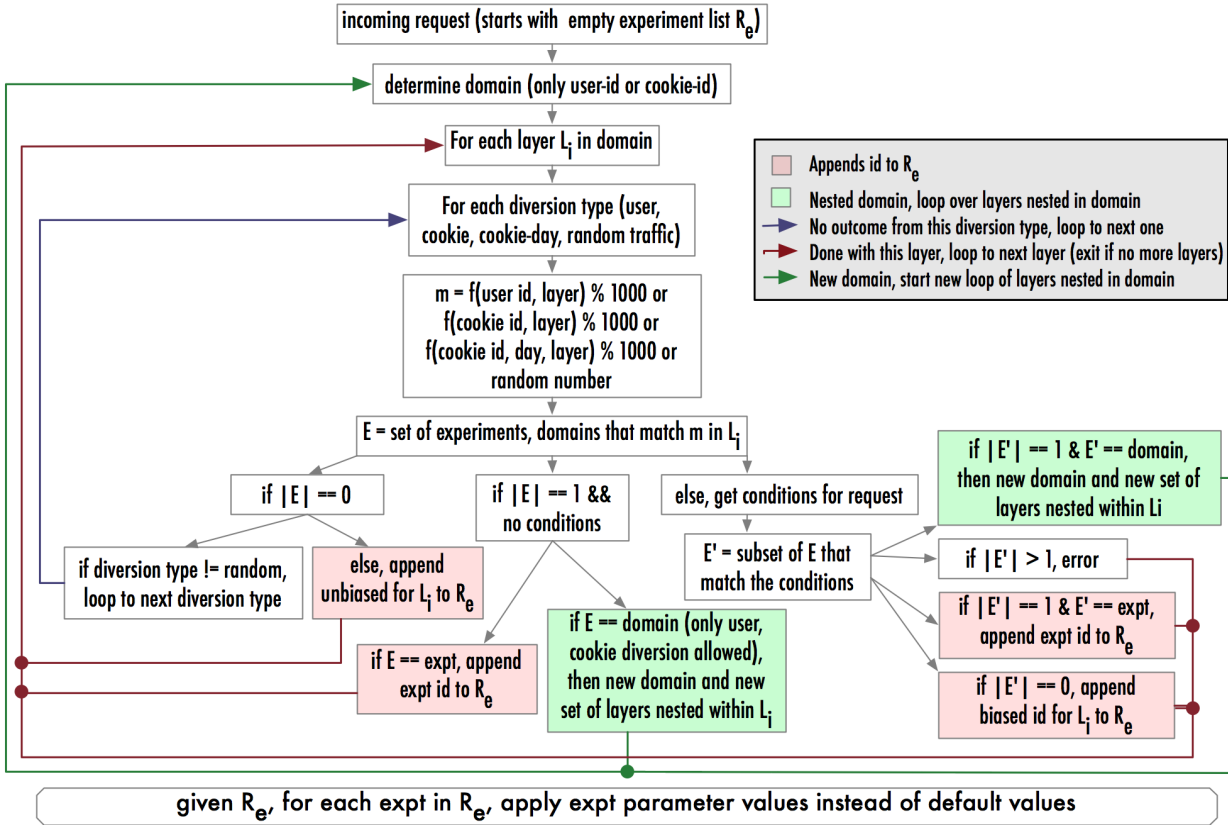 incoming request (starts with empty experiment list Re)
determine domain (only user-id or cookie-id)
For each layer Li in domain
For each diversion type (user,
cookie, cookie-day, random traffic)
m = f(user id, layer) % 1000 or
f(cookie id, layer) % 1000 or
f(cookie id, day, layer) % 1000 or
random number
E = set of experiments, domains that match m in Li
Appends id to Re
Nested domain, loop over layers nested in domain
No outcome from this diversion type, loop to next one
Done with this layer, loop to next layer (exit if no more layers)
New domain, start new loop of layers nested in domain
if |E| == 0
if diversion type != random,
loop to next diversion type
else, append
unbiased for Li to Re
if |E| == 1 &&
no conditions
if E == expt, append
expt id to Re
if E == domain (only user,
cookie diversion allowed),
then new domain and new
set of layers nested within Li
else, get conditions for request
E' = subset of E that
match the conditions
if |E'| == 1 & E' == domain,
then new domain and new set of
layers nested within Li
if |E'| > 1, error
if |E'| == 1 & E' == expt,
append expt id to Re
if |E'| == 0, append
biased id for Li to Re
given Re, for each expt in Re, apply expt parameter values instead of default values